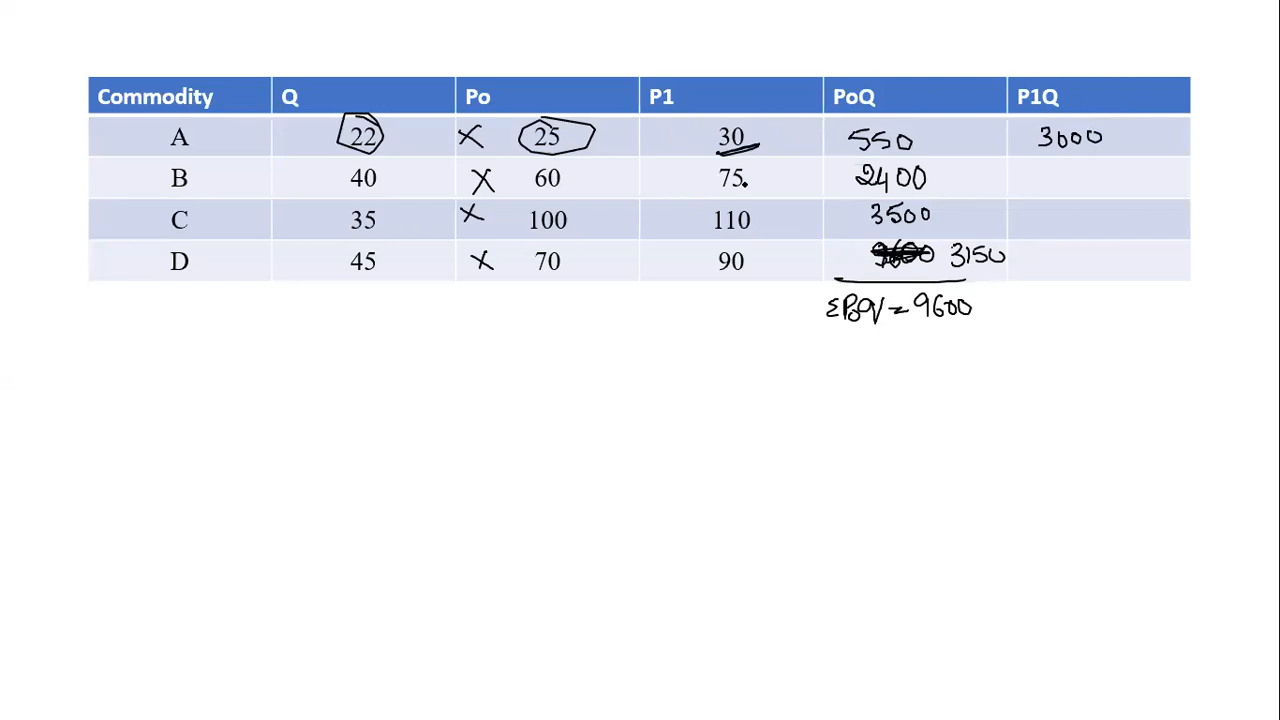 Commodity Q Po P1 PoQ P1Q
A 22 X 25 30 550 3000
B 40 X 60 75. 2400
C 35 X 100 110 3500
D 45 X 70 90 3150
ΣPoq = 9600